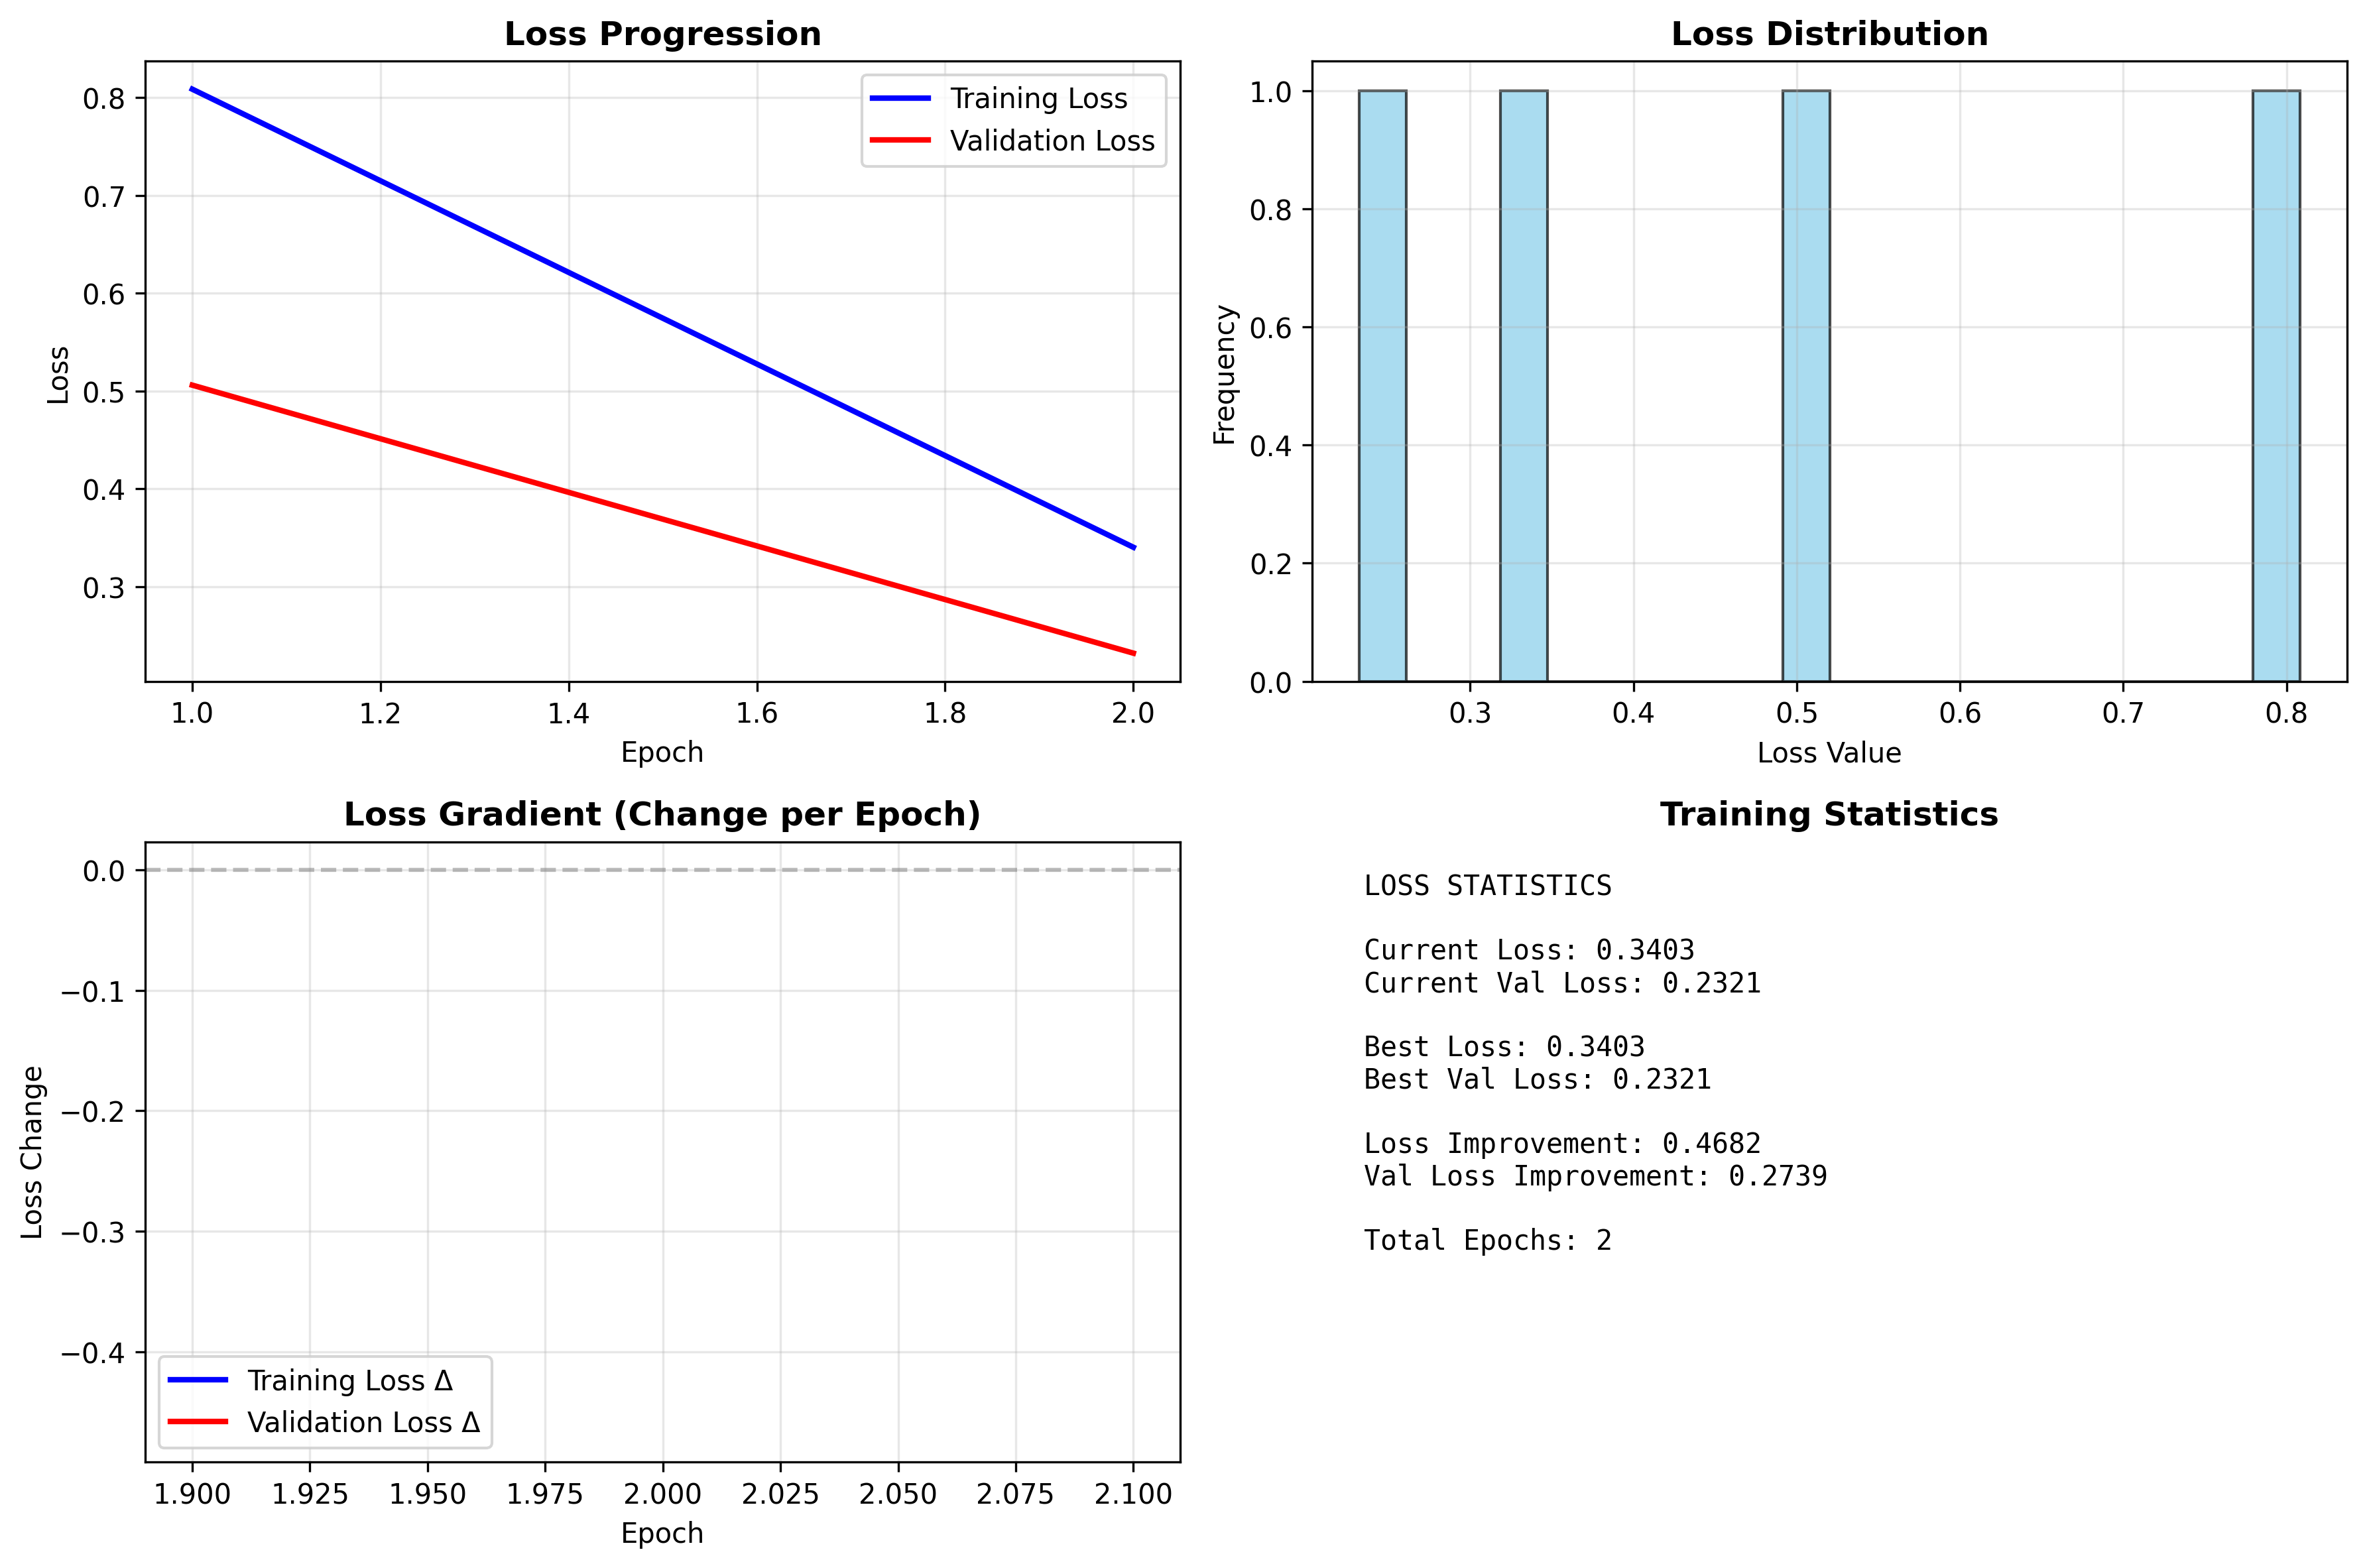 Loss Progression
0.8
0.7
0.6
0.5
0.4
0.3
Loss
Training Loss
Validation Loss
1.0 1.2 1.4 1.6 1.8 2.0
Epoch
Loss Distribution
1.0
0.8
0.6
0.4
0.2
0.0
Frequency
0.3 0.4 0.5 0.6 0.7 0.8
Loss Value
Loss Gradient (Change per Epoch)
0.0
−0.1
−0.2
−0.3
−0.4
Loss Change
Training Loss Δ
Validation Loss Δ
1.900 1.925 1.950 1.975 2.000 2.025 2.050 2.075 2.100
Epoch
Training Statistics
LOSS STATISTICS
Current Loss: 0.3403
Current Val Loss: 0.2321
Best Loss: 0.3403
Best Val Loss: 0.2321
Loss Improvement: 0.4682
Val Loss Improvement: 0.2739
Total Epochs: 2